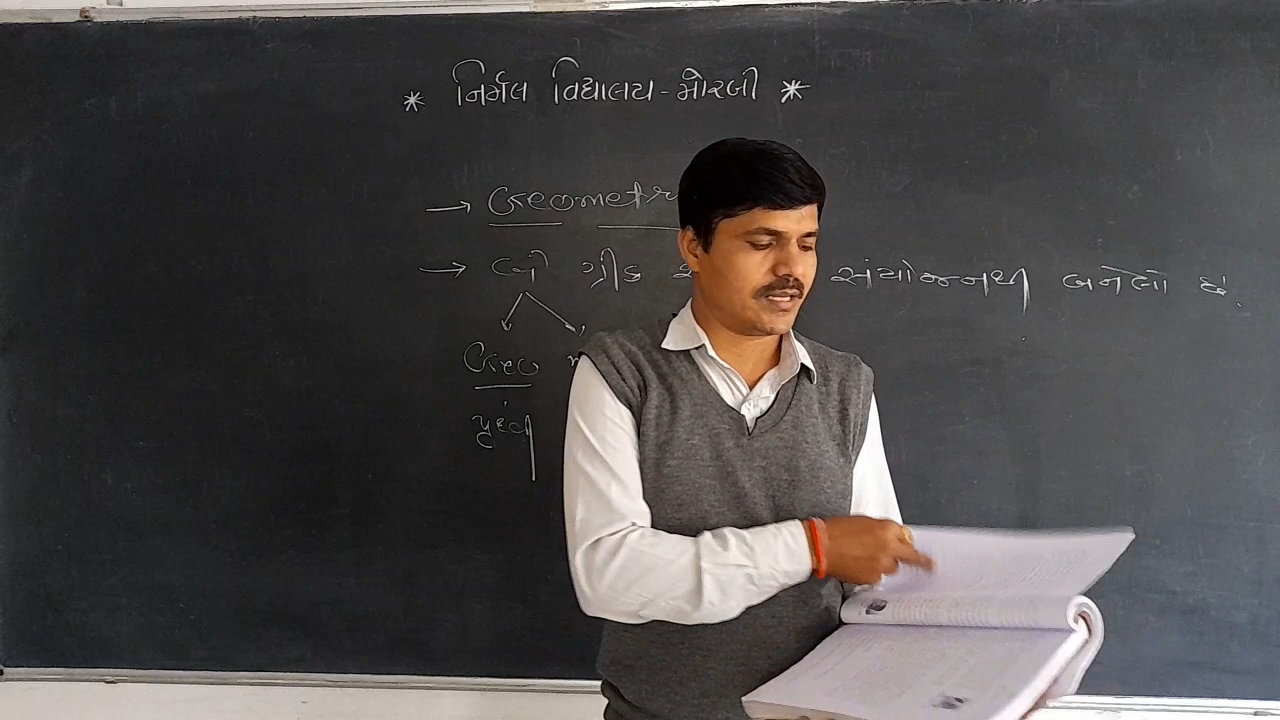 * નિર્મલ વિદ્યાલય - મોરબી *
→ Geometr
→ બે ગ્રીક સંયોજનથી બનેલો છે.
Geo
પૃથ્વી